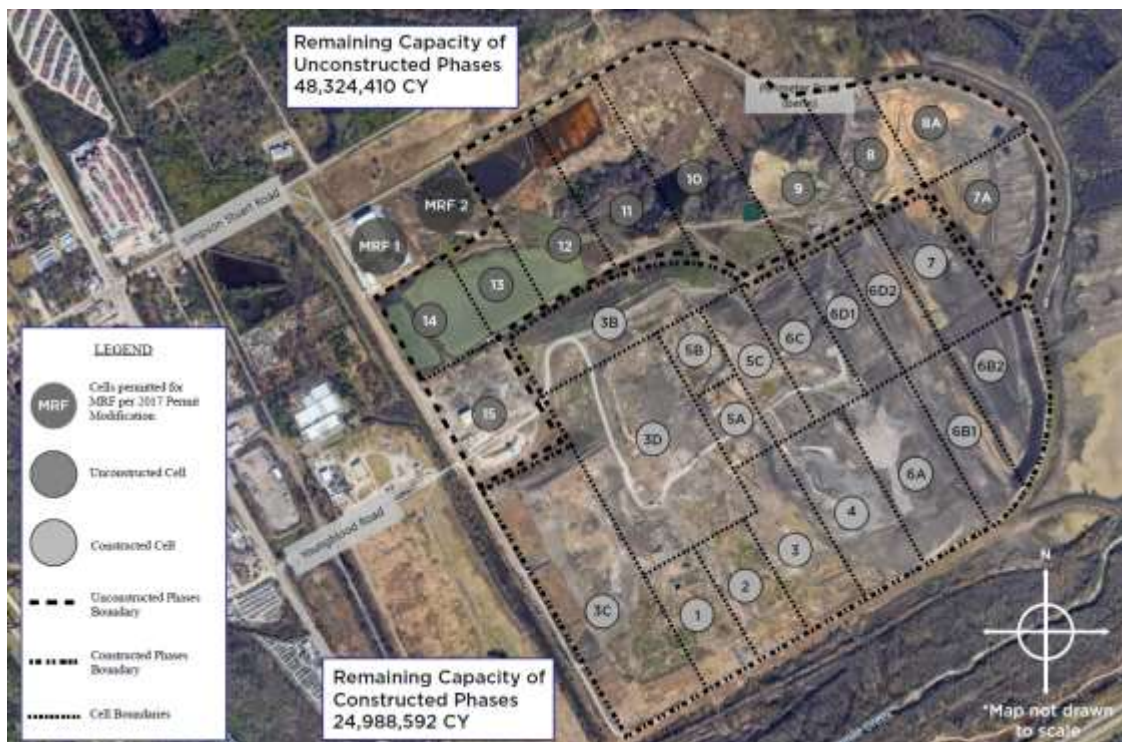 Remaining Capacity of
Unconstructed Phases
48,324,410 CY
8A
8
10
9
7A
MRF 2
11
Simpson Stuart Road
MRF 1
12
7
13
6D2
6D1
14
3B
6C
5B
5C
6B2
LEGEND
MRF
Cells permitted for
MRF per 2017 Permit
Modification.
15
5A
3D
6B1
Unconstructed Cell
6A
4
Youngblood Road
3
Constructed Cell
2
N
3C
1
Unconstructed Phases
Boundary
Constructed Phases
Boundary
Remaining Capacity of
Constructed Phases
24,988,592 CY
Cell Boundaries
*Map not drawn
to scale